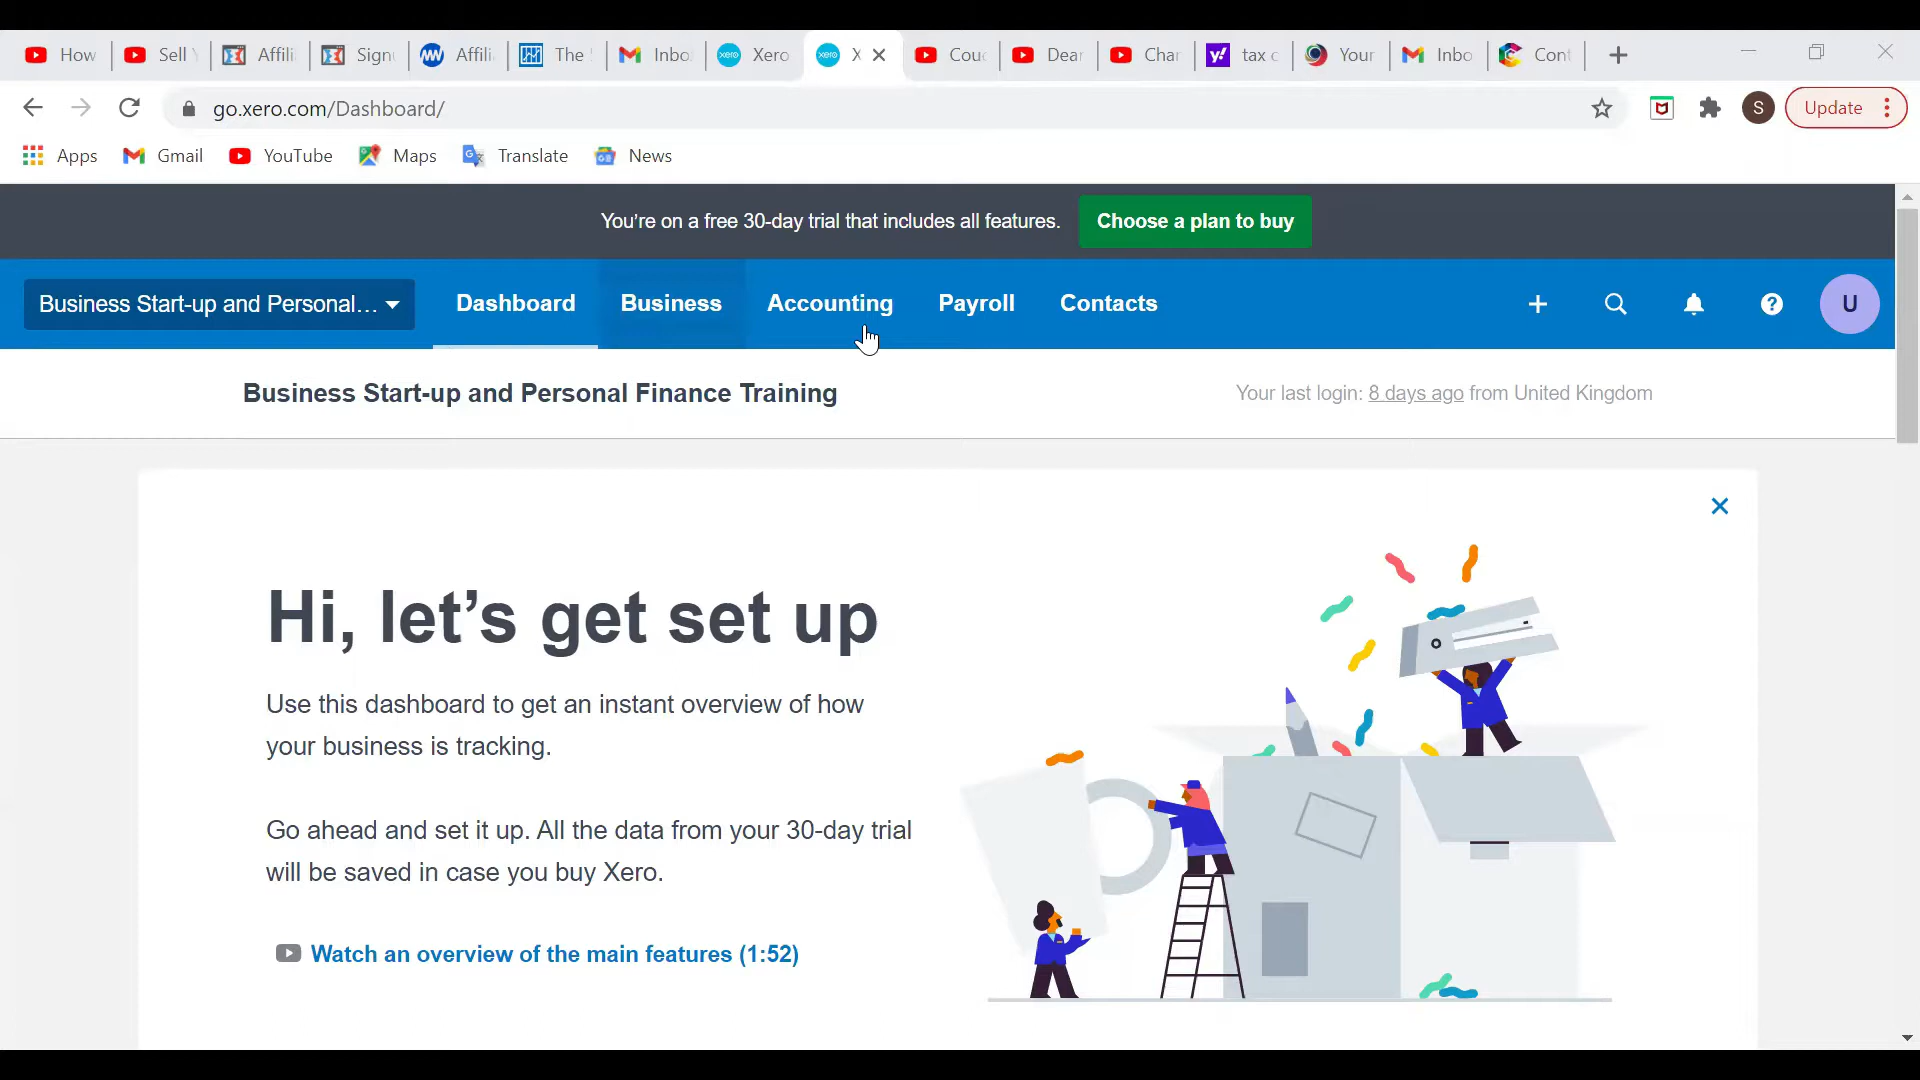 How
Sell
Affili
Sign
Affili
The
Inbo
Xero
X
Cou
Dear
Char
tax c
Your
Inbo
Cont
go.xero.com/Dashboard/
S
Update
Apps
Gmail
YouTube
Maps
Translate
News
You're on a free 30-day trial that includes all features.
Choose a plan to buy
Business Start-up and Personal...
Dashboard
Business
Accounting
Payroll
Contacts
U
Business Start-up and Personal Finance Training
Your last login: 8 days ago from United Kingdom
Hi, let's get set up
Use this dashboard to get an instant overview of how
your business is tracking.
Go ahead and set it up. All the data from your 30-day trial
will be saved in case you buy Xero.
Watch an overview of the main features (1:52)